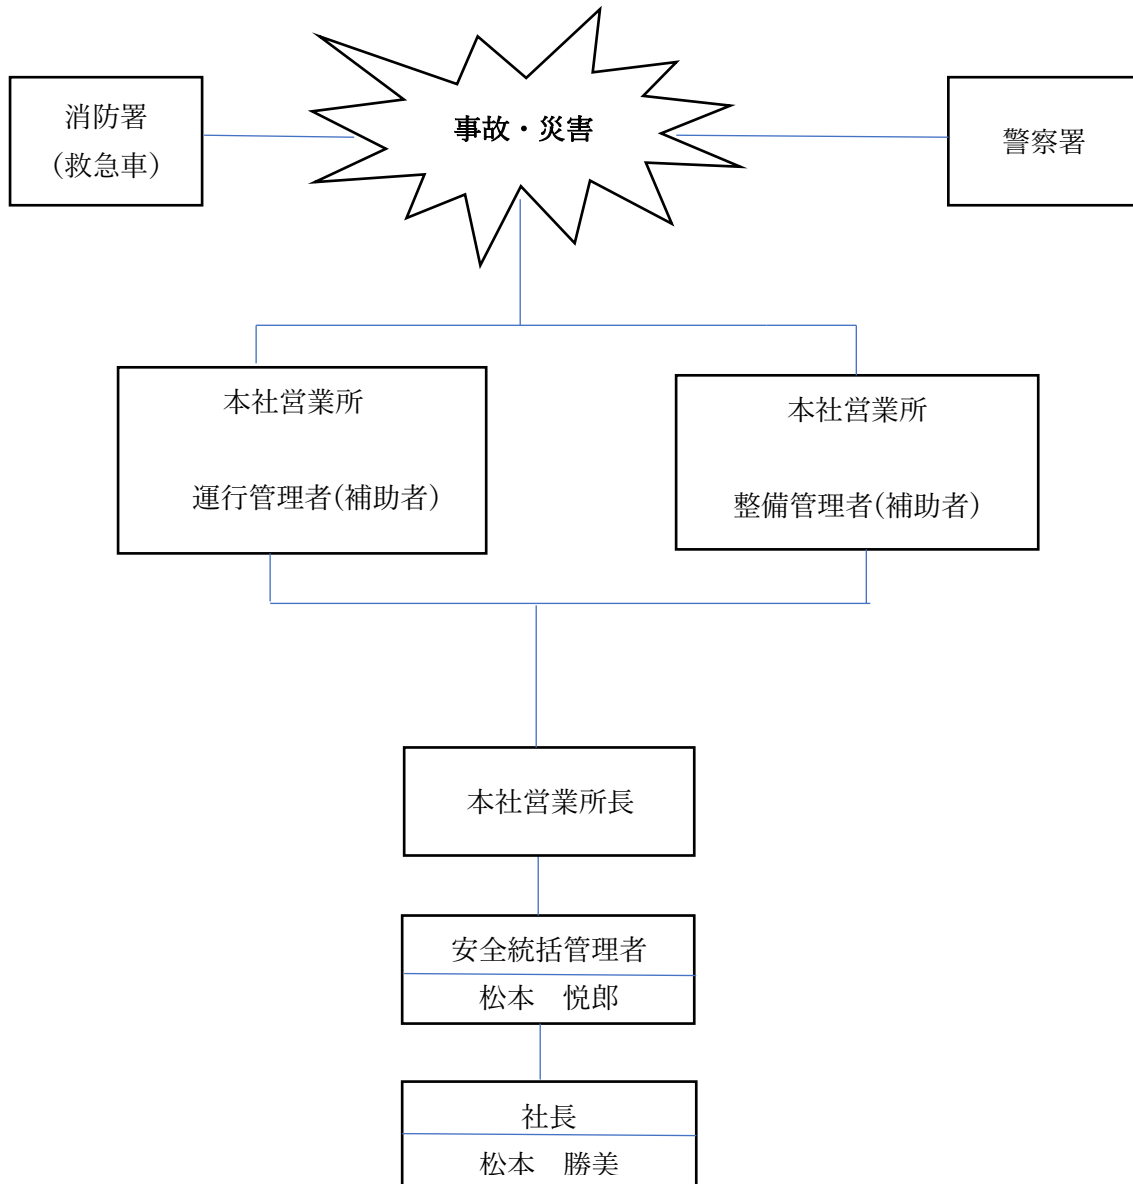 事故・災害
消防署
(救急車)
警察署
本社営業所
運行管理者(補助者)
本社営業所
整備管理者(補助者)
本社営業所長
安全統括管理者
松本　悦郎
社長
松本　勝美